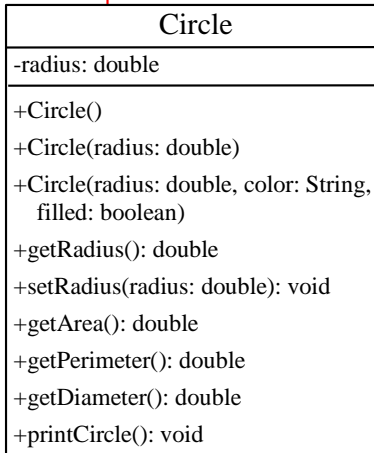 Circle
-radius: double
+Circle()
+Circle(radius: double)
+Circle(radius: double, color: String,
filled: boolean)
+getRadius(): double
+setRadius(radius: double): void
+getArea(): double
+getPerimeter(): double
+getDiameter(): double
+printCircle(): void